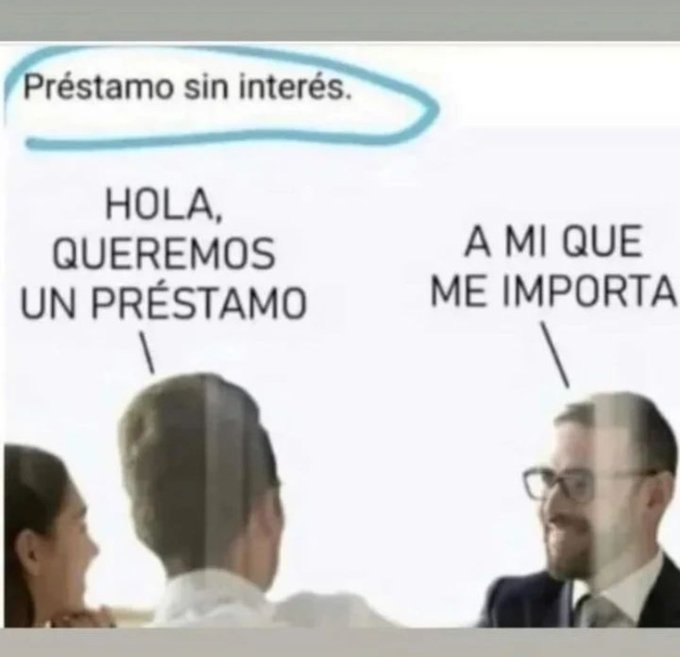 Préstamo sin interés.
HOLA,
QUEREMOS
UN PRÉSTAMO
A MI QUE
ME IMPORTA